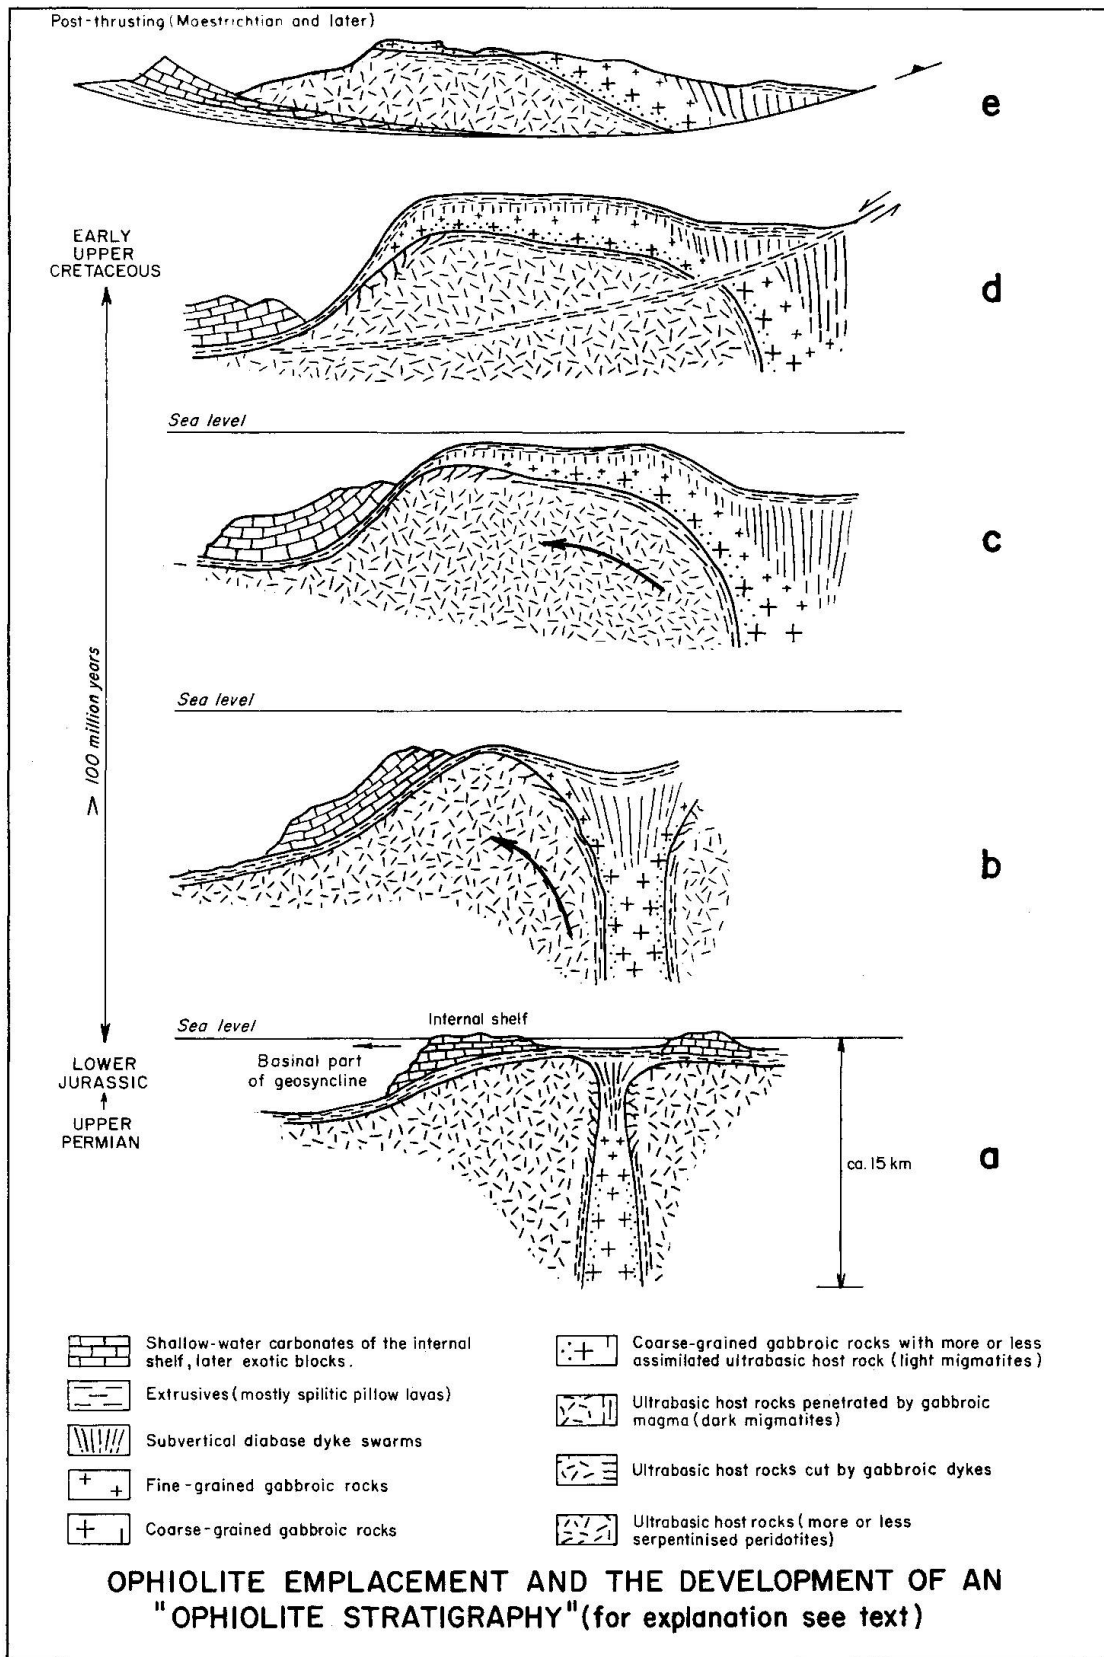 Post-thrusting (Maestrichtian and later)
e
EARLY
UPPER
CRETACEOUS
d
Sea level
c
> 100 million years
Sea level
b
Sea level
Internal shelf
Basinal part
of geosyncline
LOWER
JURASSIC
UPPER
PERMIAN
a
ca. 15 km
Shallow-water carbonates of the internal
shelf, later exotic blocks.
Extrusives (mostly spilitic pillow lavas)
Subvertical diabase dyke swarms
Fine-grained gabbroic rocks
Coarse-grained gabbroic rocks
Coarse-grained gabbroic rocks with more or less
assimilated ultrabasic host rock (light migmatites)
Ultrabasic host rocks penetrated by gabbroic
magma (dark migmatites)
Ultrabasic host rocks cut by gabbroic dykes
Ultrabasic host rocks (more or less
serpentinised peridotites)
OPHIOLITE EMPLACEMENT AND THE DEVELOPMENT OF AN
"OPHIOLITE STRATIGRAPHY" (for explanation see text)